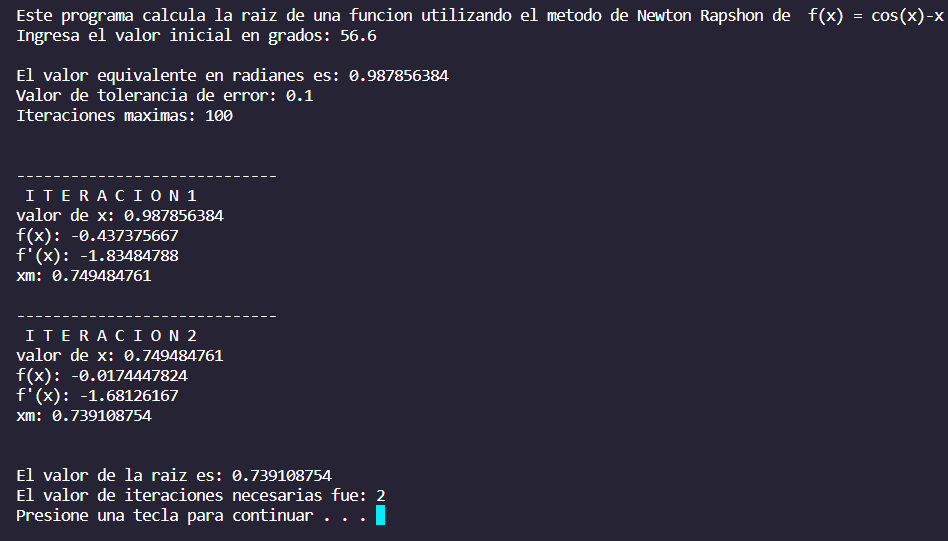 Este programa calcula la raiz de una funcion utilizando el metodo de Newton Rapshon de  f(x) = cos(x)-x
Ingresa el valor inicial en grados: 56.6
El valor equivalente en radianes es: 0.987856384
Valor de tolerancia de error: 0.1
Iteraciones maximas: 100
-----------------------------
I T E R A C I O N 1
valor de x: 0.987856384
f(x): -0.437375667
f'(x): -1.83484788
xm: 0.749484761
-----------------------------
I T E R A C I O N 2
valor de x: 0.749484761
f(x): -0.0174447824
f'(x): -1.68126167
xm: 0.739108754
El valor de la raiz es: 0.739108754
El valor de iteraciones necesarias fue: 2
Presione una tecla para continuar . . .